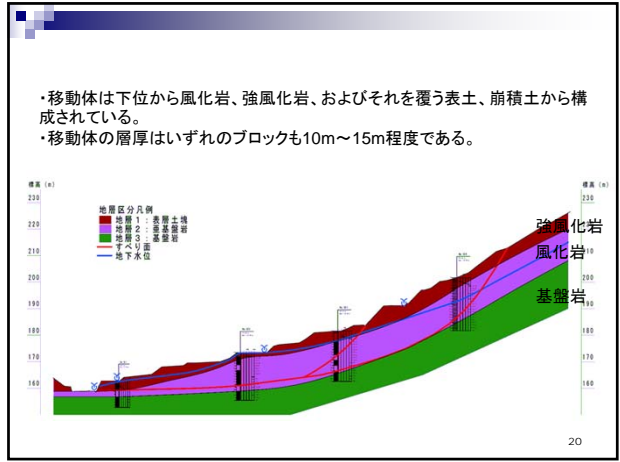 ・移動体は下位から風化岩、強風化岩、およびそれを覆う表土、崩積土から構
成されている。
・移動体の層厚はいずれのブロックも10m～15m程度である。
標高 (m)
230
220
210
200
190
180
170
160
地層区分凡例
地層1：表層土塊
地層2：亜基盤岩
地層3：基盤岩
すべり面
地下水位
標高 (m)
230
強風化岩
風化岩
210
基盤岩
200
190
180
170
160
20